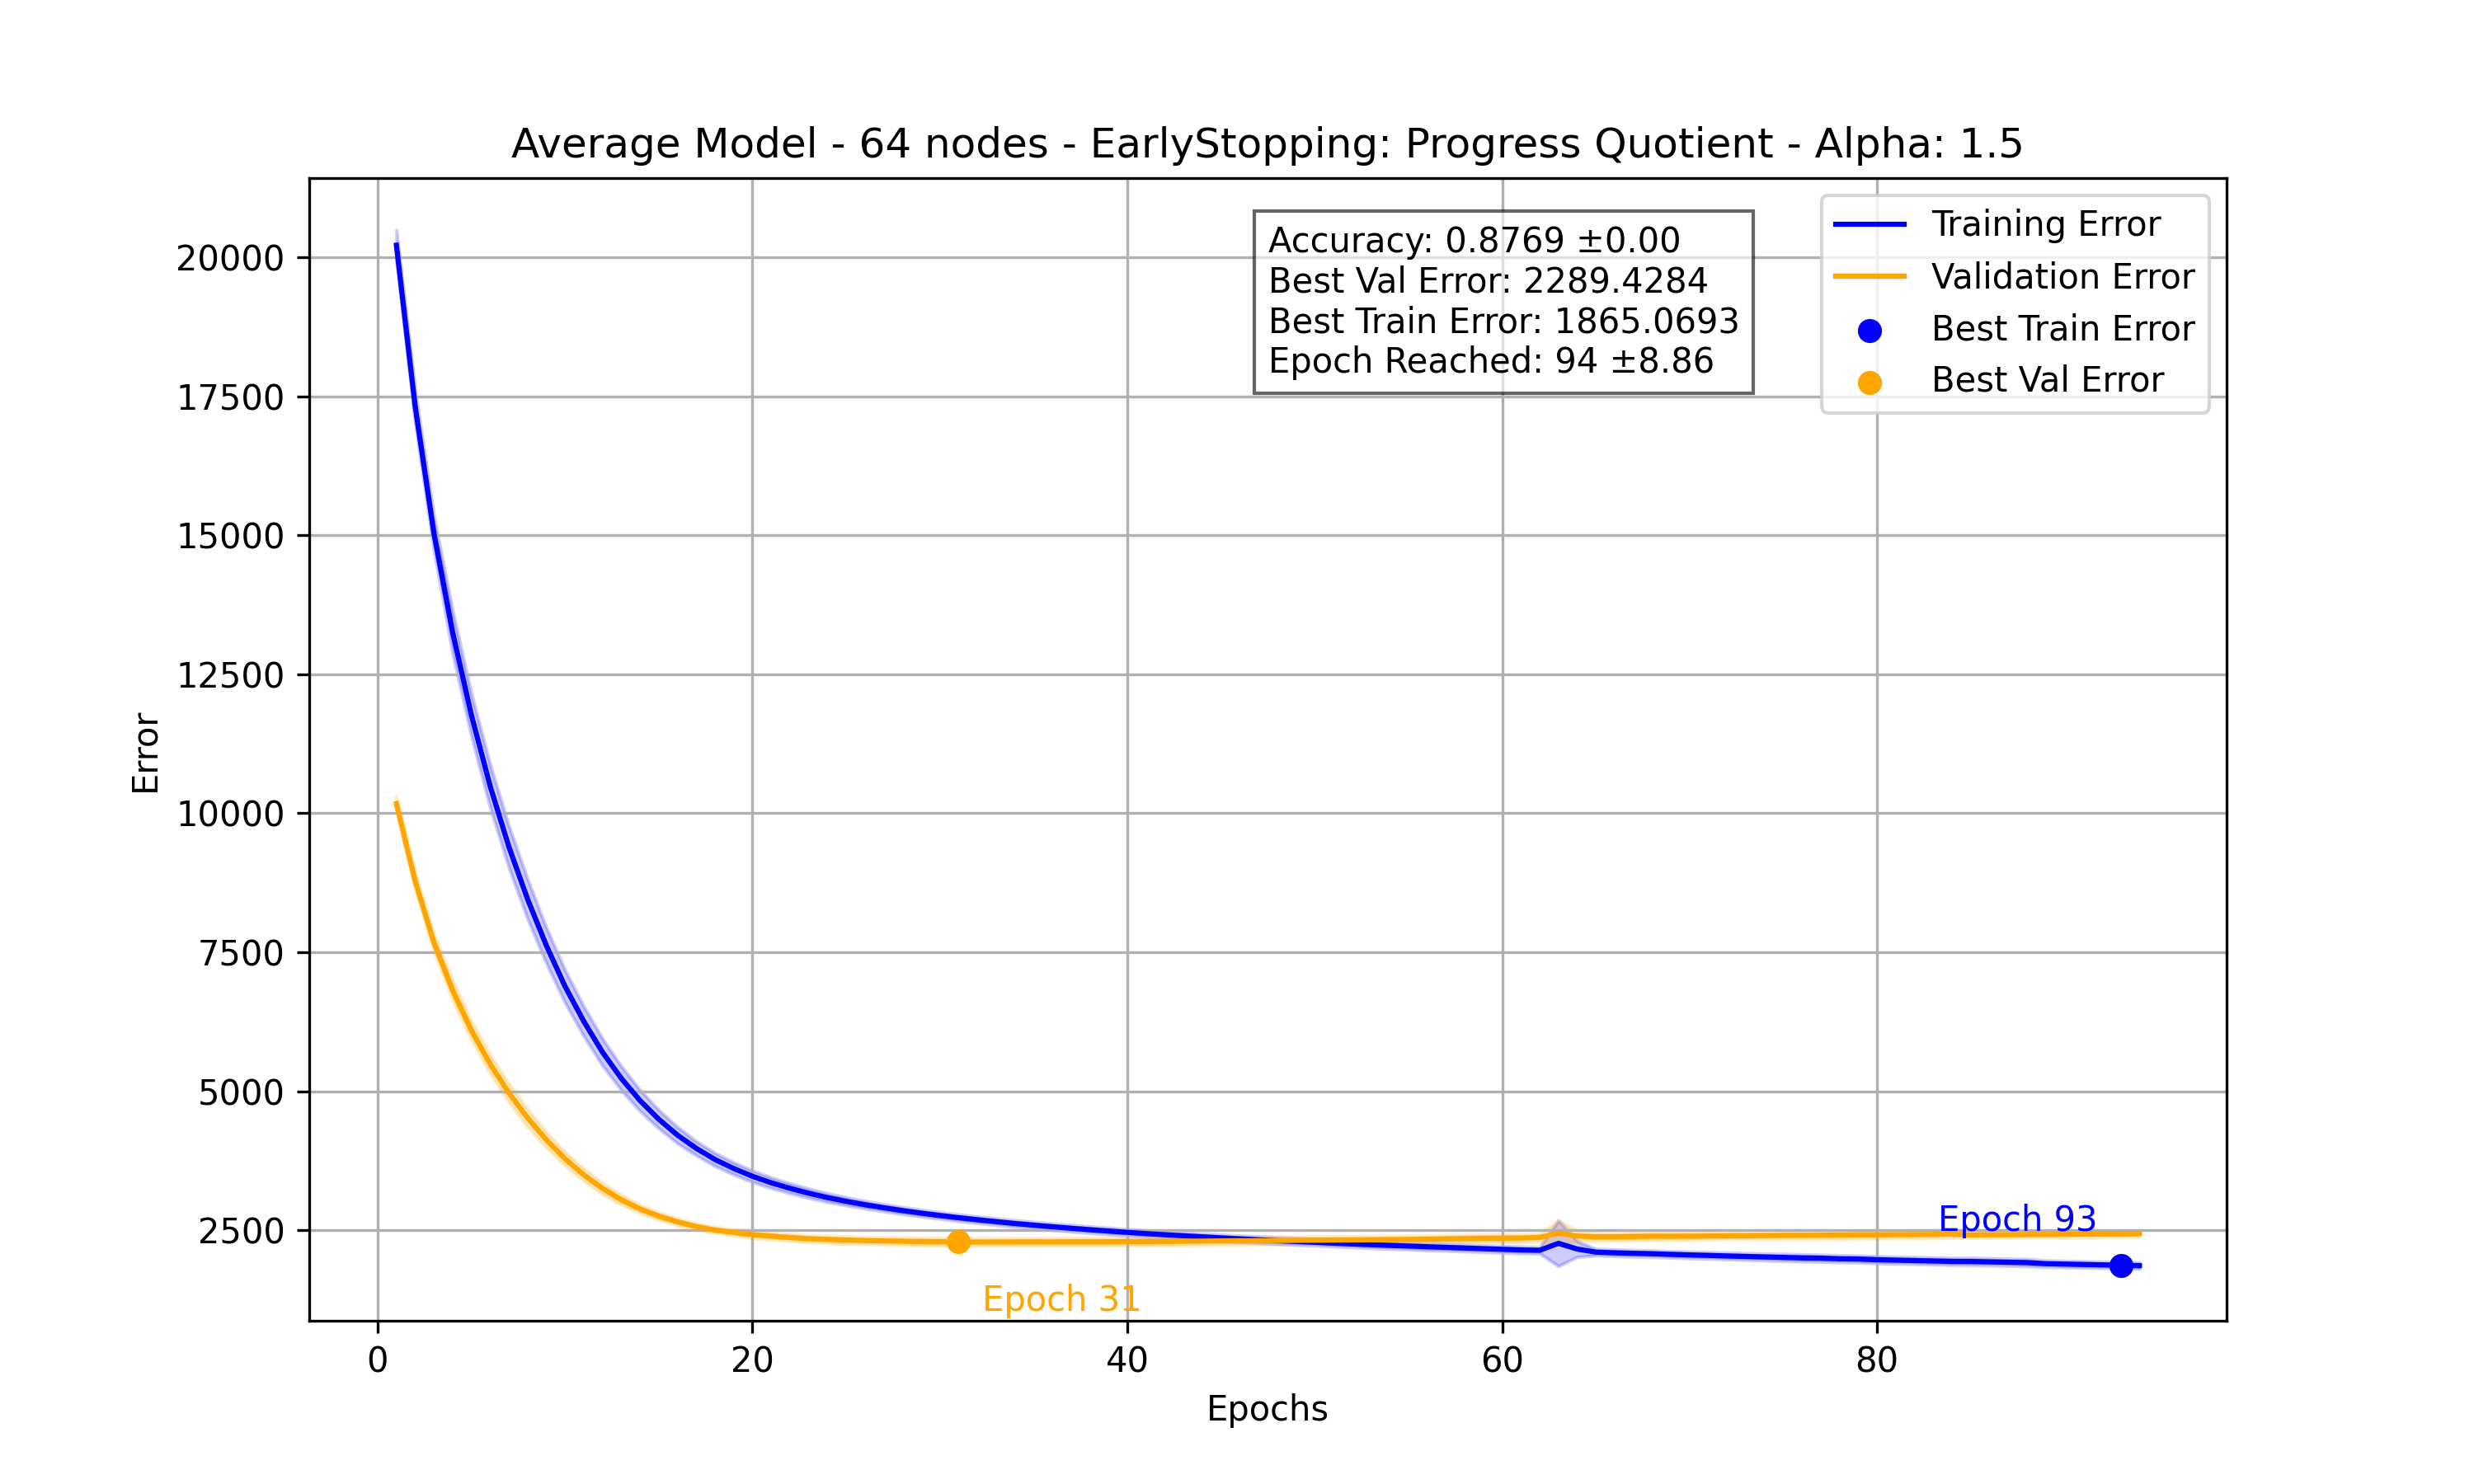 Average Model - 64 nodes - EarlyStopping: Progress Quotient - Alpha: 1.5
Accuracy: 0.8769 ±0.00
Best Val Error: 2289.4284
Best Train Error: 1865.0693
Epoch Reached: 94 ±8.86
Training Error
Validation Error
Best Train Error
Best Val Error
Error
20000
17500
15000
12500
10000
7500
5000
2500
Epoch 93
Epoch 31
0
20
40
60
80
Epochs